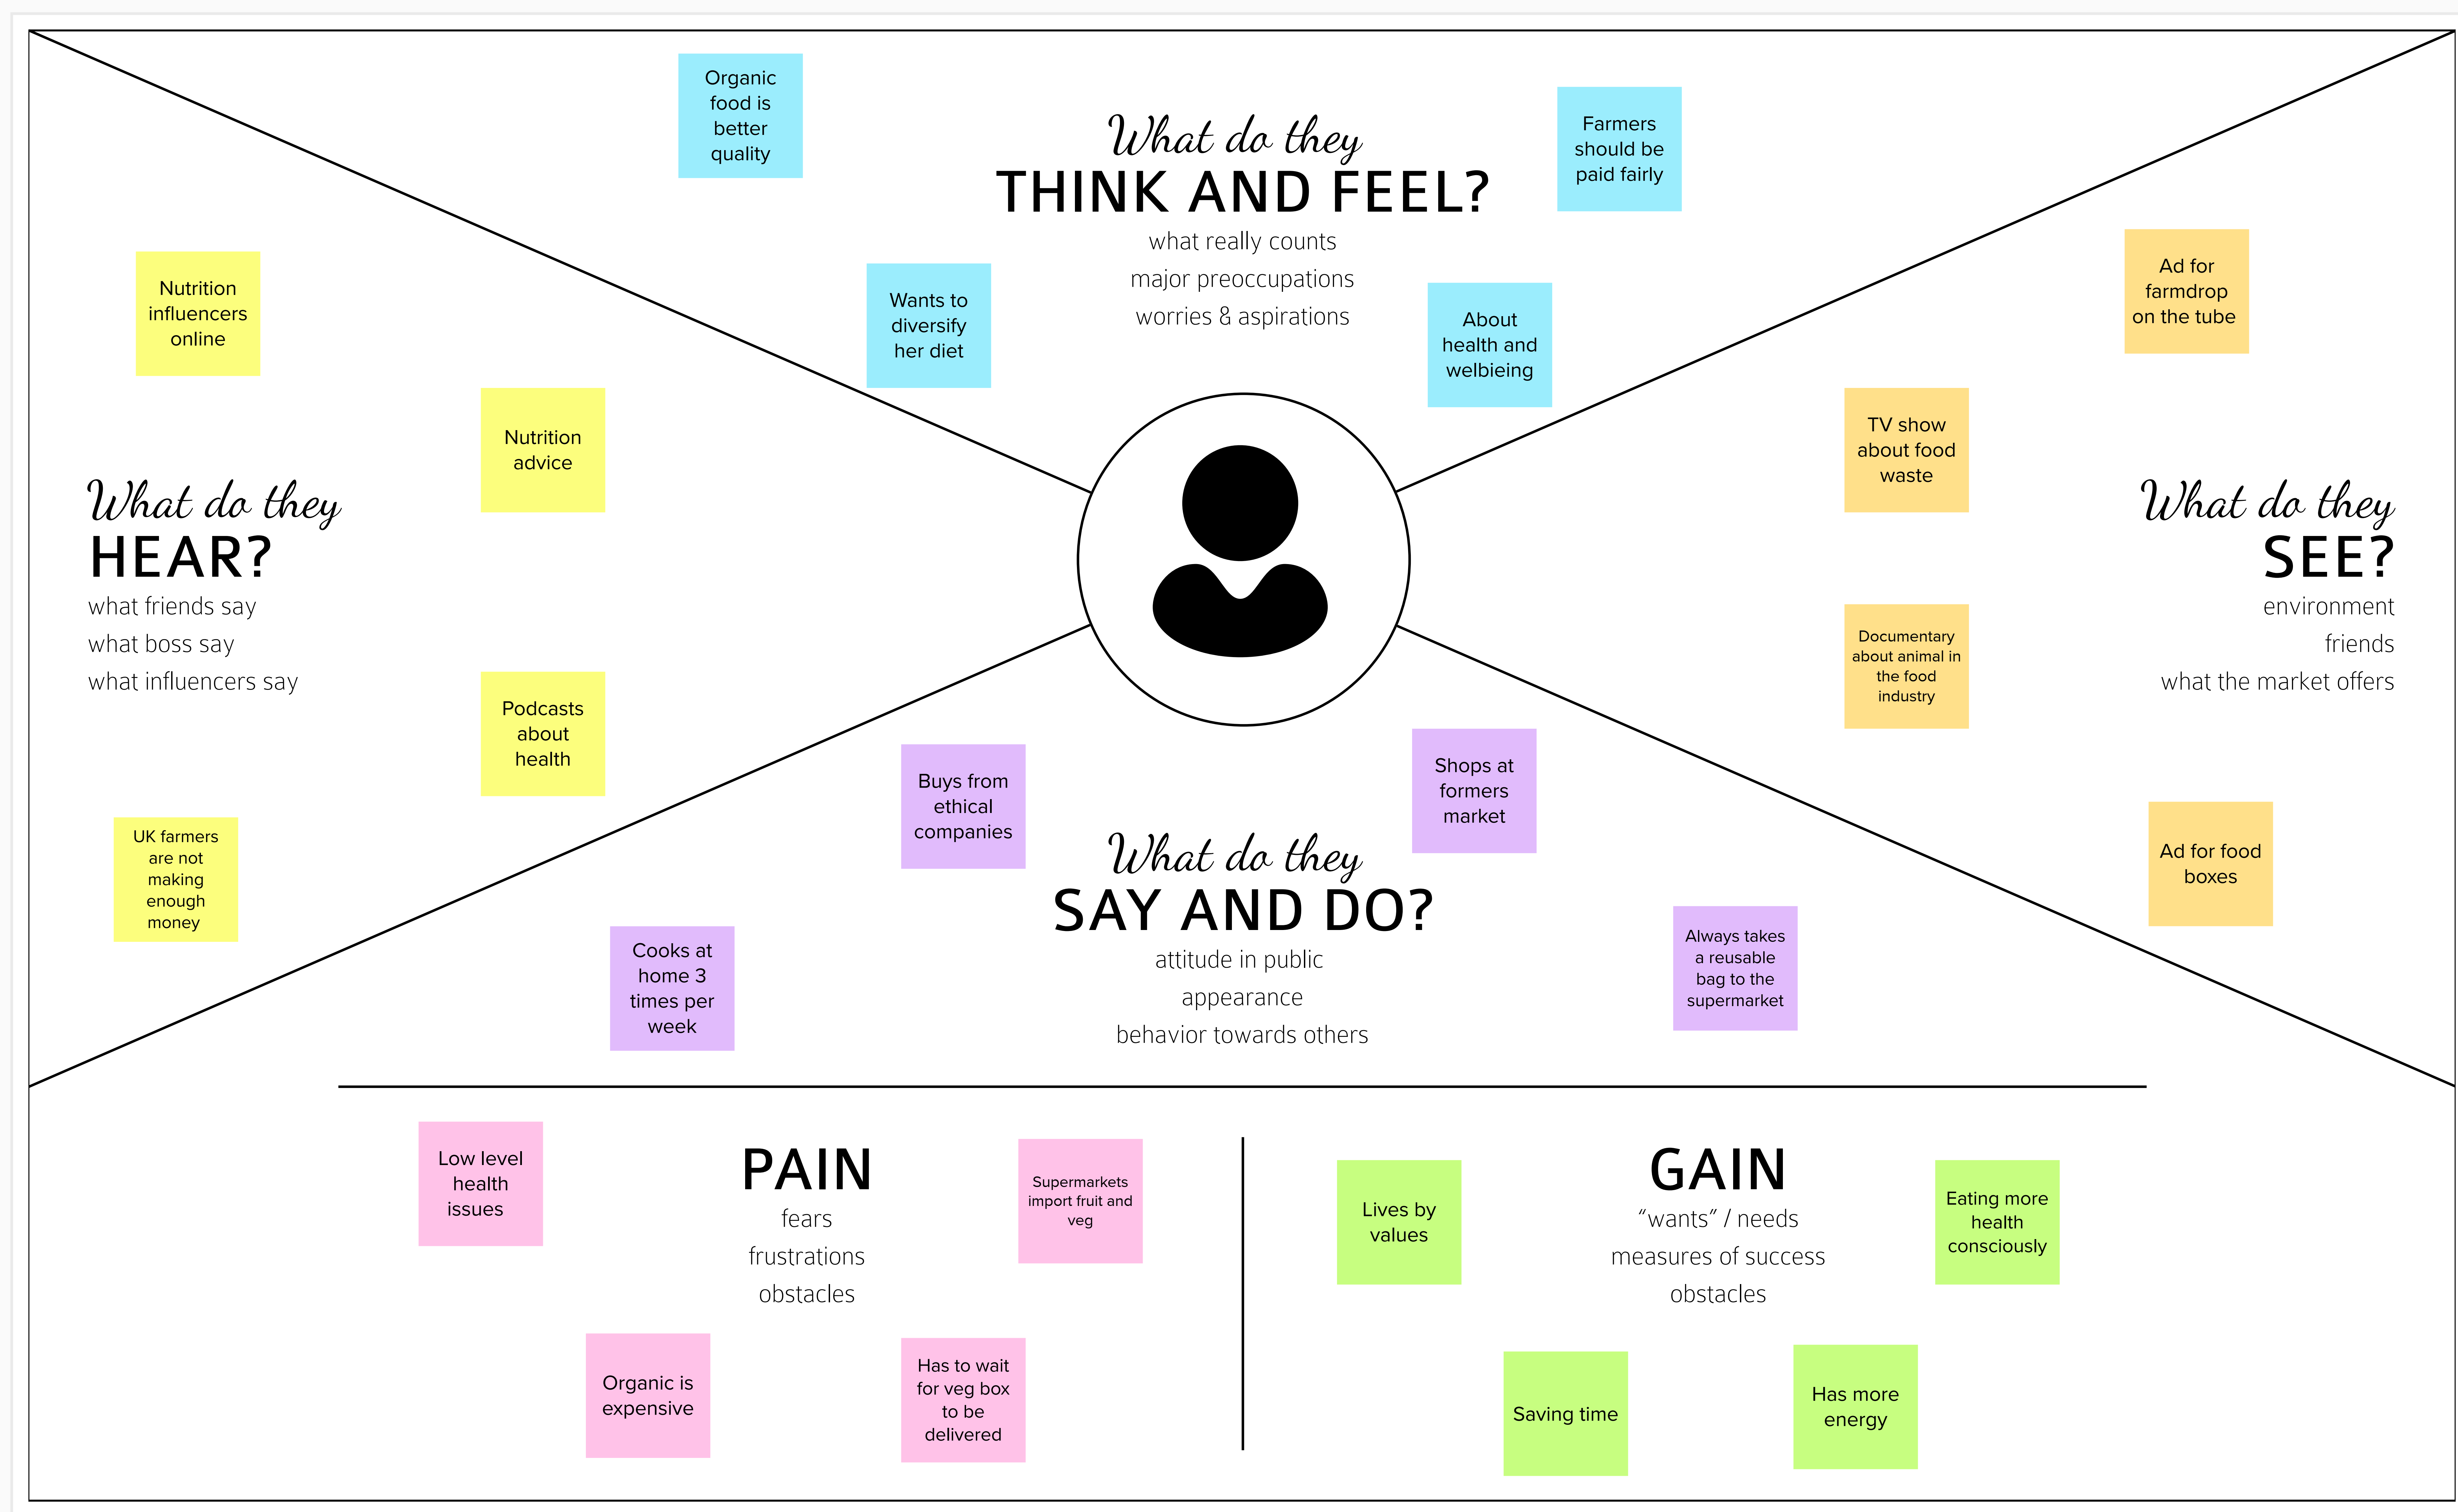 Organic
food is
better
quality
What do they
THINK AND FEEL?
what really counts
major preoccupations
worries & aspirations
Farmers
should be
paid fairly
Wants to
diversify
her diet
About
health and
welbieing
Nutrition
influencers
online
Nutrition
advice
What do they
HEAR?
what friends say
what boss say
what influencers say
Podcasts
about
health
UK farmers
are not
making
enough
money
Ad for
farmdrop
on the tube
TV show
about food
waste
What do they
SEE?
environment
friends
what the market offers
Documentary
about animal in
the food
industry
Ad for food
boxes
Buys from
ethical
companies
Shops at
formers
market
What do they
SAY AND DO?
attitude in public
appearance
behavior towards others
Cooks at
home 3
times per
week
Always takes
a reusable
bag to the
supermarket
Low level
health
issues
PAIN
fears
frustrations
obstacles
Supermarkets
import fruit and
veg
Organic is
expensive
Has to wait
for veg box
to be
delivered
Lives by
values
GAIN
“wants” / needs
measures of success
obstacles
Eating more
health
consciously
Saving time
Has more
energy